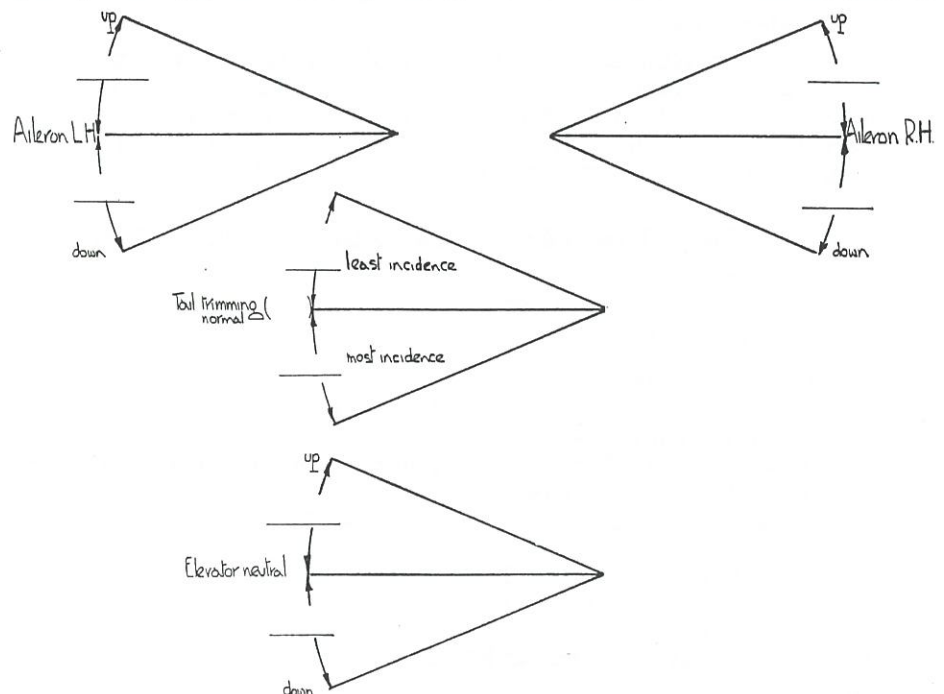 up
up
Aileron LH
Aileron R.H.
down
down
least incidence
Tail trimming
normal (    )
most incidence
up
Elevator neutral
down